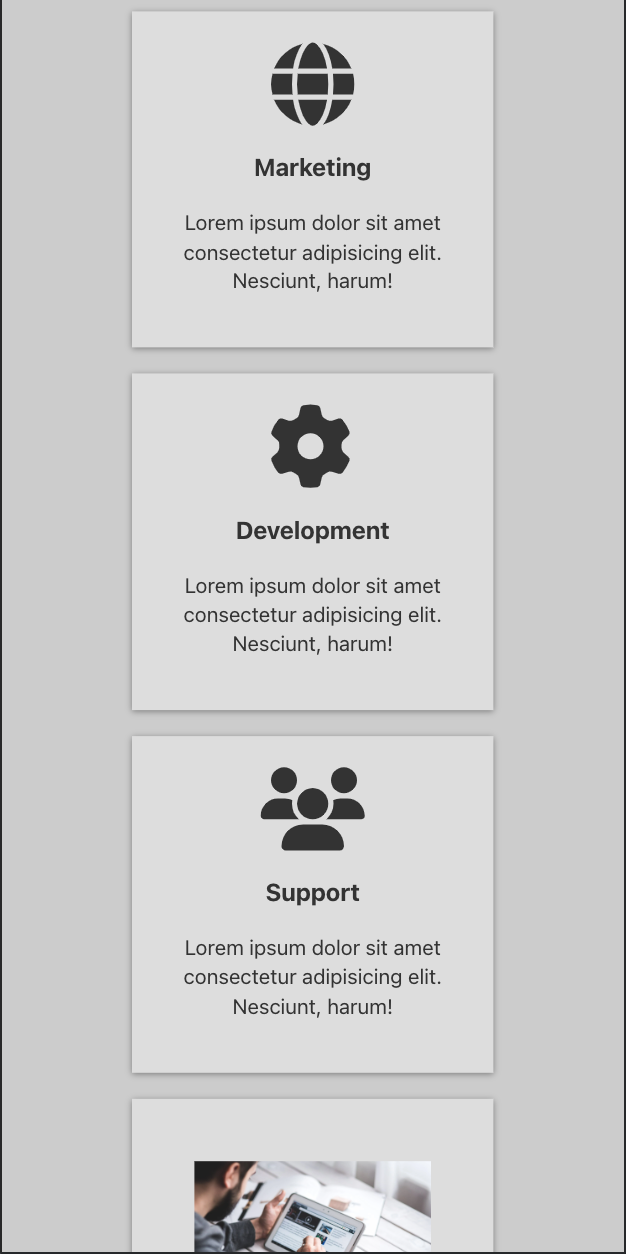 Marketing
Lorem ipsum dolor sit amet
consectetur adipisicing elit.
Nesciunt, harum!
Development
Lorem ipsum dolor sit amet
consectetur adipisicing elit.
Nesciunt, harum!
Support
Lorem ipsum dolor sit amet
consectetur adipisicing elit.
Nesciunt, harum!